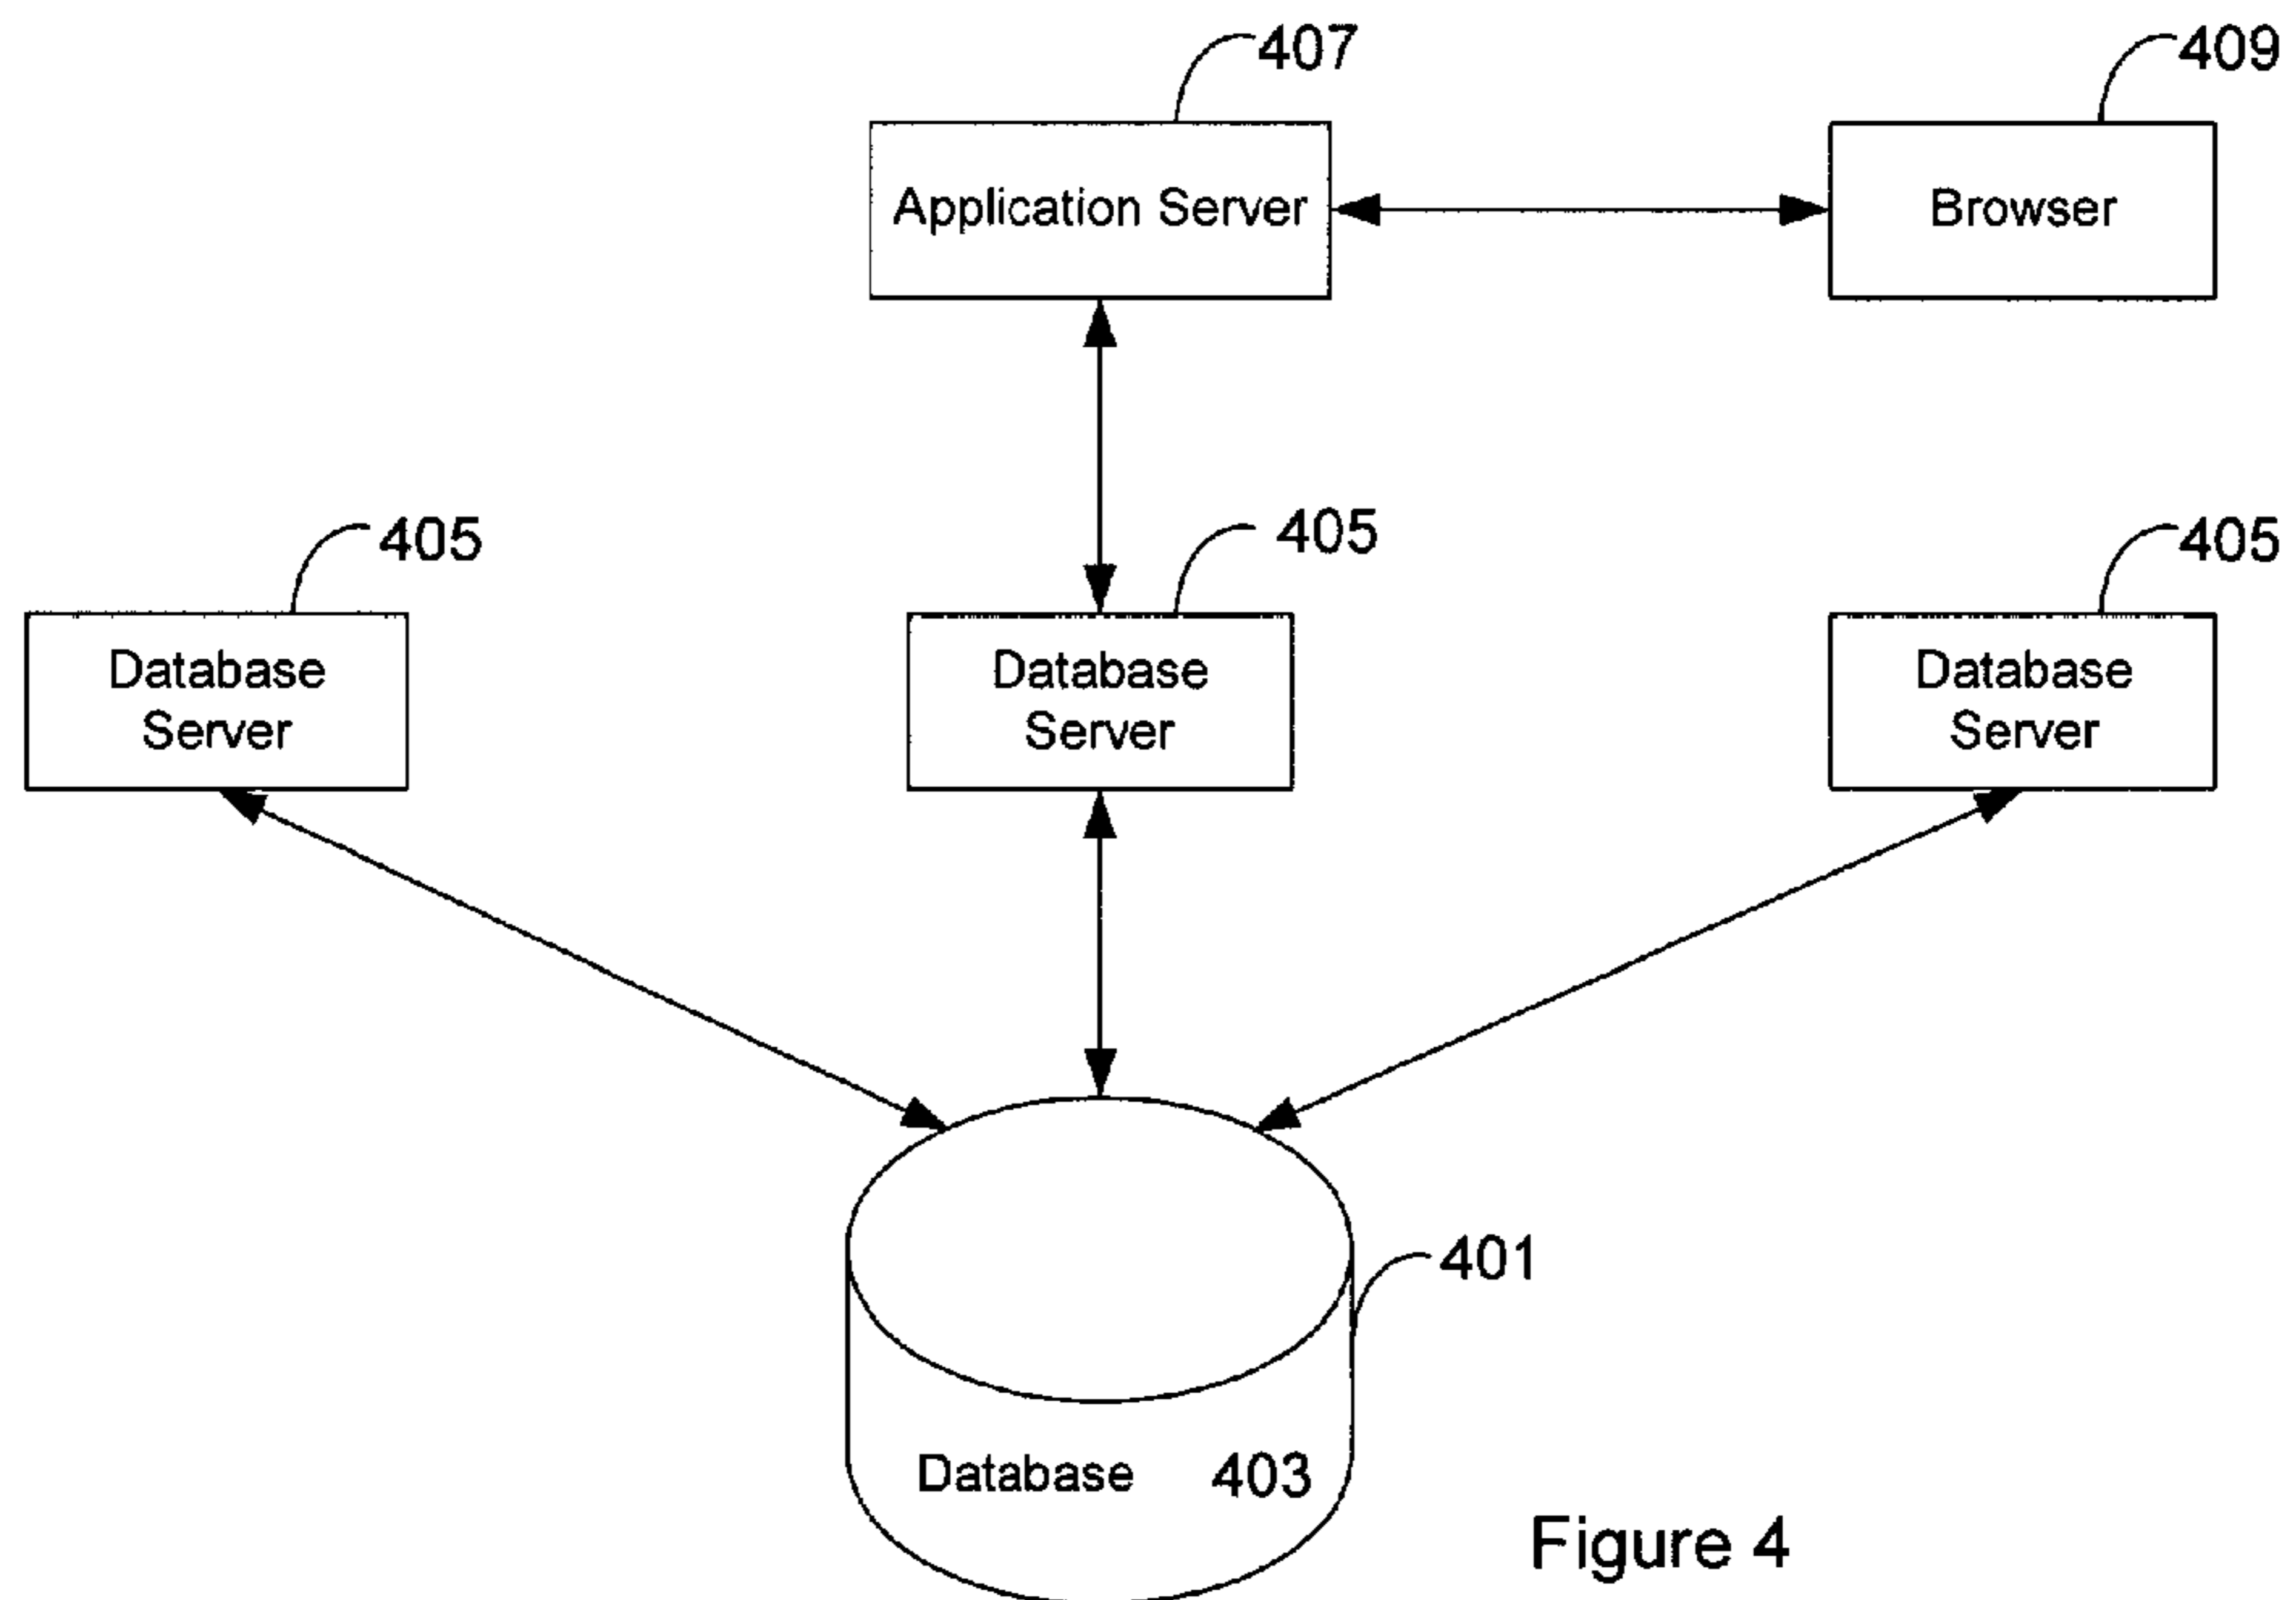 407
409
Application Server
Browser
405
405
405
Database
Server
Database
Server
Database
Server
401
Database 403
Figure 4